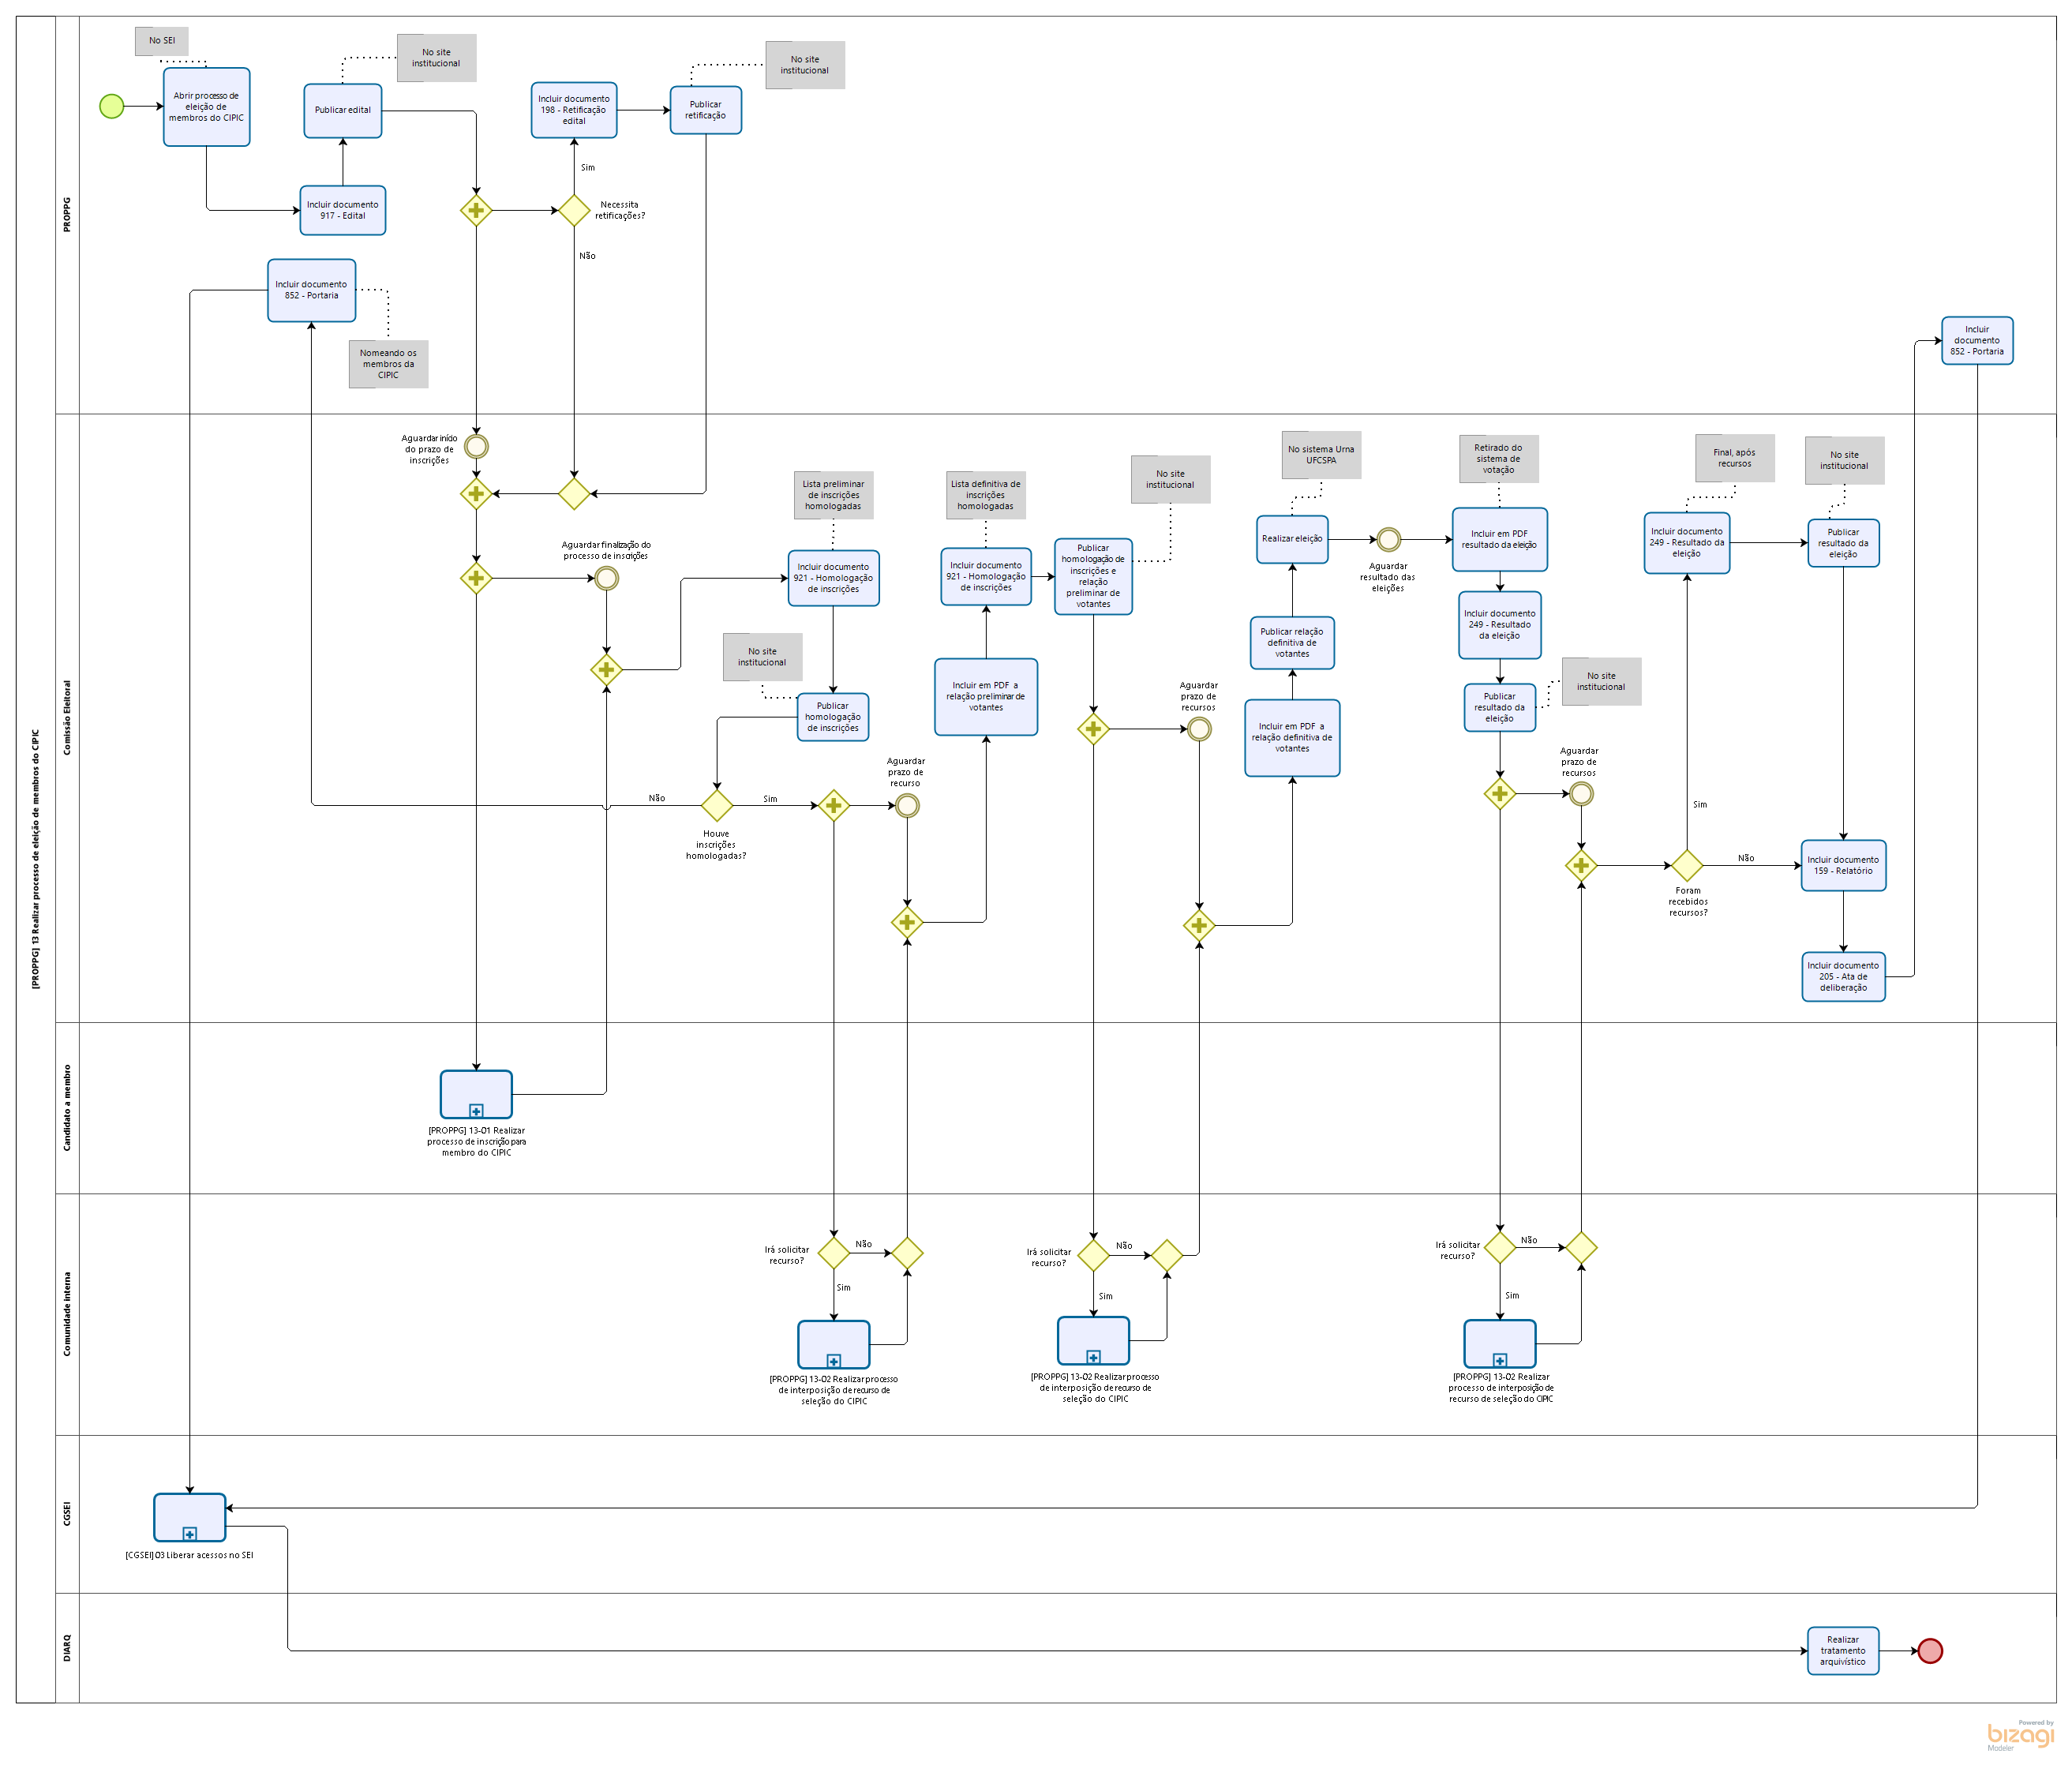 [PROPPG] 13 Realizar processo de eleição de membros do CIPIC
PROPPG
No SEI
Abrir processo de
eleição de
membros do CIPIC
Incluir documento
917 - Edital
Publicar edital
No site
institucional
Incluir documento
198 - Retificação
edital
Publicar
retificação
No site
institucional
Sim
Necessita
retificações?
Não
Incluir documento
852 - Portaria
Nomeando os
membros da
CIPIC
Incluir
documento
852 - Portaria
Comissão Eleitoral
Aguardar início
do prazo de
inscrições
Aguardar finalização do
processo de inscrições
Lista preliminar
de inscrições
homologadas
Incluir documento
921 - Homologação
de inscrições
No site
institucional
Publicar
homologação
de inscrições
Não
Sim
Houve
inscrições
homologadas?
Aguardar
prazo de
recurso
Lista definitiva de
inscrições
homologadas
Incluir documento
921 - Homologação
de inscrições
Incluir em PDF a
relação preliminar de
votantes
No site
institucional
Publicar
homologação de
inscrições e
relação
preliminar de
votantes
Aguardar
prazo de
recursos
No sistema Urna
UFCSPA
Realizar eleição
Publicar relação
definitiva de
votantes
Incluir em PDF a
relação definitiva de
votantes
Aguardar
resultado das
eleições
Retirado do
sistema de
votação
Incluir em PDF
resultado da eleição
Incluir documento
249 - Resultado
da eleição
No site
institucional
Publicar
resultado da
eleição
Aguardar
prazo de
recursos
Final, após
recursos
Incluir documento
249 - Resultado da
eleição
No site
institucional
Publicar
resultado da
eleição
Sim
Não
Foram
recebidos
recursos?
Incluir documento
159 - Relatório
Incluir documento
205 - Ata de
deliberação
Candidato a membro
[PROPPG] 13-01 Realizar
processo de inscrição para
membro do CIPIC
Comunidade interna
Irá solicitar
recurso?
Não
Sim
[PROPPG] 13-02 Realizar processo
de interposição de recurso de
seleção do CIPIC
Irá solicitar
recurso?
Não
Sim
[PROPPG] 13-02 Realizar processo
de interposição de recurso de
seleção do CIPIC
Irá solicitar
recurso?
Não
Sim
[PROPPG] 13-02 Realizar
processo de interposição de
recurso de seleção do CIPIC
CGSEI
[CGSEI] 03 Liberar acessos no SEI
DIARQ
Realizar
tratamento
arquivístico
Powered by
bizagi
Modeler